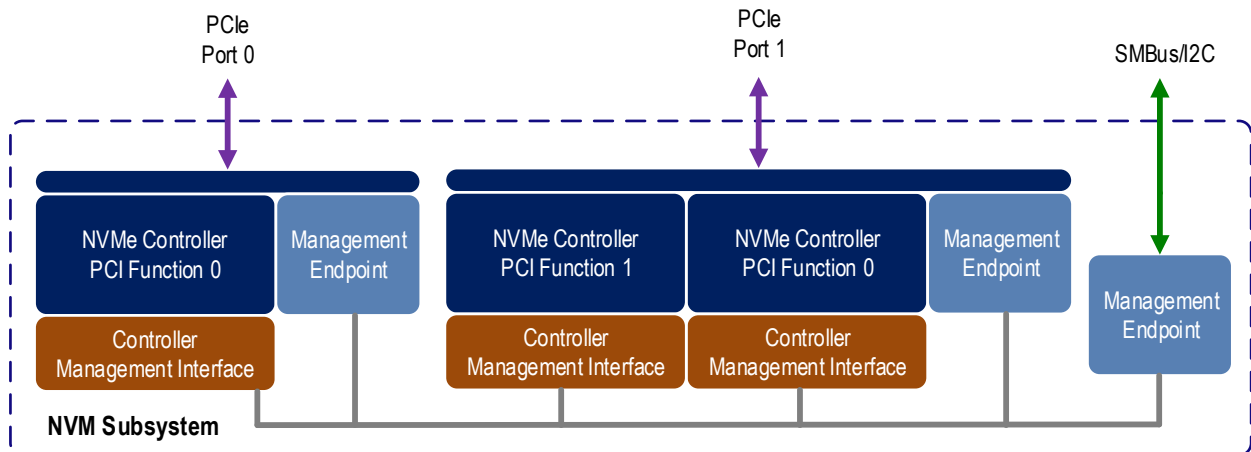 PCIe
Port 0
PCIe
Port 1
SMBus/I2C
NVMe Controller
PCI Function 0
Management
Endpoint
NVMe Controller
PCI Function 1
NVMe Controller
PCI Function 0
Management
Endpoint
Management
Endpoint
Controller
Management Interface
Controller
Management Interface
Controller
Management Interface
NVM Subsystem